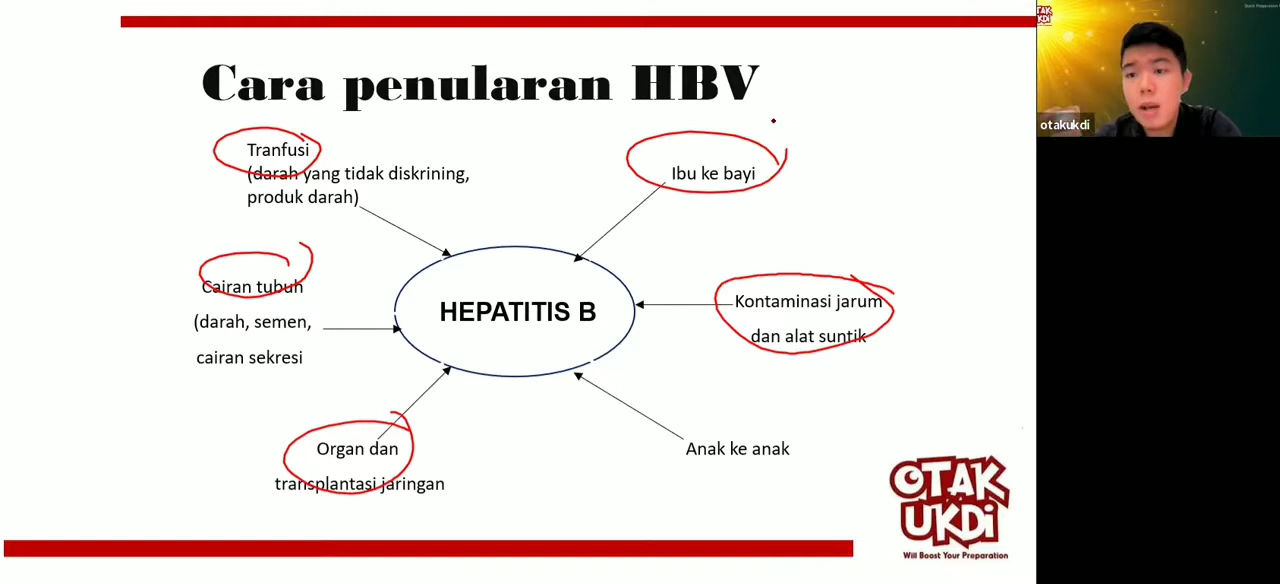 Cara penularan HBV
Tranfusi
(darah yang tidak diskrining,
produk darah)
Ibu ke bayi
Cairan tubuh
(darah, semen,
cairan sekresi
HEPATITIS B
Kontaminasi jarum
dan alat suntik
Organ dan
transplantasi jaringan
Anak ke anak
OTAK
UKDi
Will Boost Your Preparation
TAK
UKDi
otakukdi